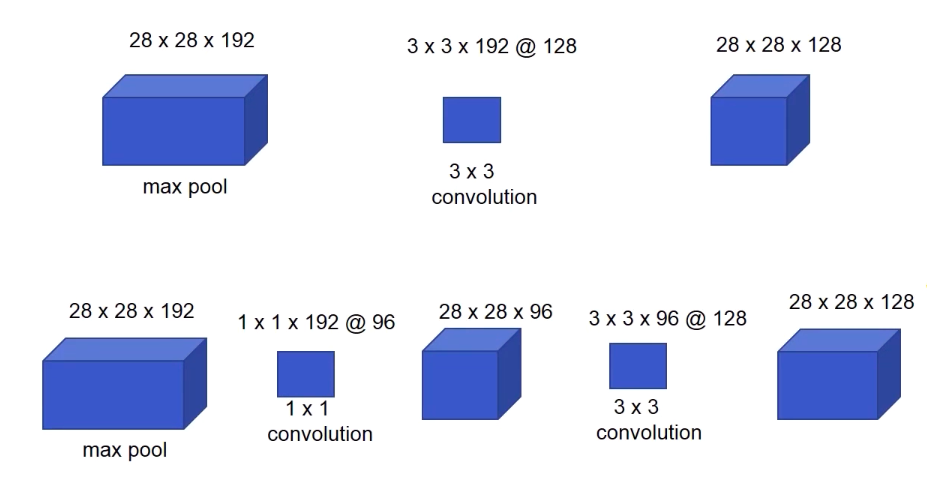 28 x 28 x 192
3 x 3 x 192 @ 128
28 x 28 x 128
max pool
3 x 3
convolution
28 x 28 x 192
1 x 1 x 192 @ 96
28 x 28 x 96
3 x 3 x 96 @ 128
28 x 28 x 128
max pool
1 x 1
convolution
3 x 3
convolution